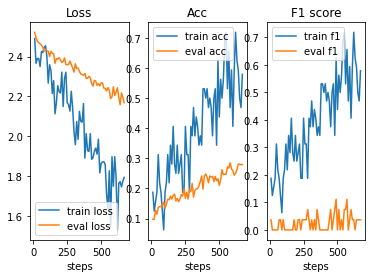 Loss
Acc
F1 score
2.4
2.2
2.0
1.8
1.6
train loss
eval loss
0
500
steps
0.7
0.6
0.5
0.4
0.3
0.2
0.1
train acc
eval acc
0
500
steps
0.7
0.6
0.5
0.4
0.3
0.2
0.1
0.0
train f1
eval f1
0
500
steps